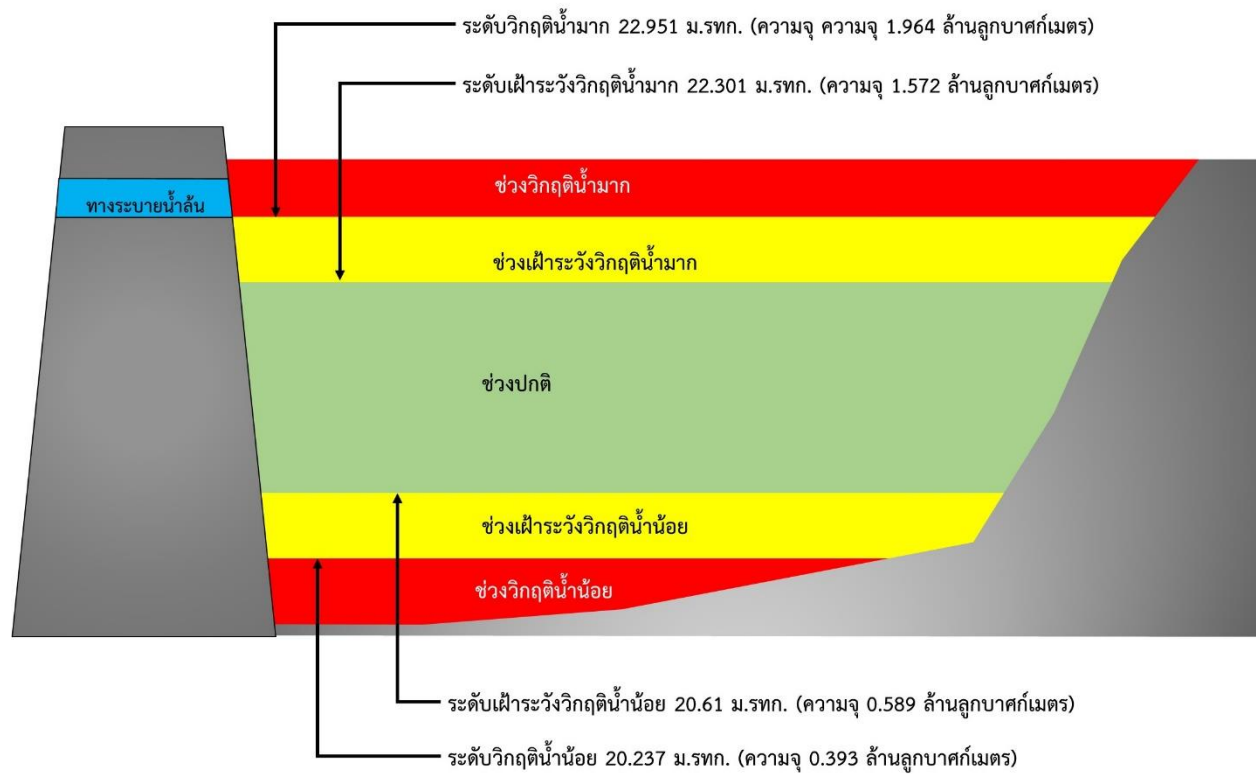 ระดับวิกฤติน้ำมาก 22.951 ม.รทก. (ความจุ ความจุ 1.964 ล้านลูกบาศก์เมตร)
ระดับเฝ้าระวังวิกฤติน้ำมาก 22.301 ม.รทก. (ความจุ 1.572 ล้านลูกบาศก์เมตร)
ช่วงวิกฤติน้ำมาก
ทางระบายน้ำล้น
ช่วงเฝ้าระวังวิกฤติน้ำมาก
ช่วงปกติ
ช่วงเฝ้าระวังวิกฤติน้ำน้อย
ช่วงวิกฤติน้ำน้อย
ระดับเฝ้าระวังวิกฤติน้ำน้อย 20.61 ม.รทก. (ความจุ 0.589 ล้านลูกบาศก์เมตร)
ระดับวิกฤติน้ำน้อย 20.237 ม.รทก. (ความจุ 0.393 ล้านลูกบาศก์เมตร)